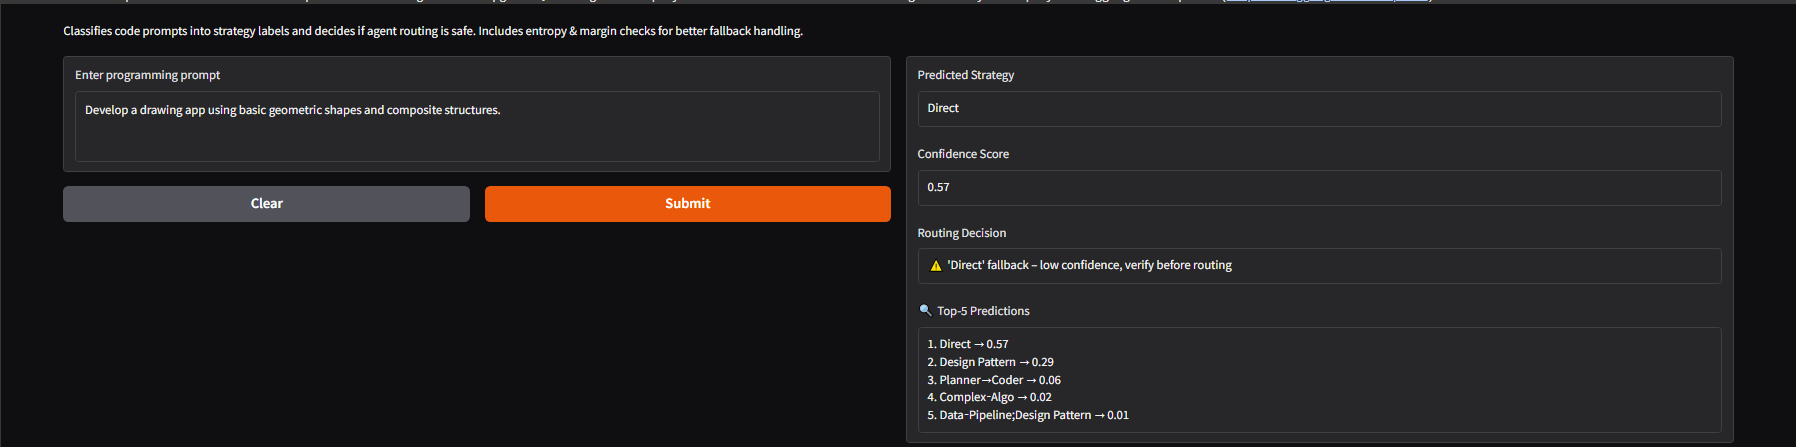 Classifies code prompts into strategy labels and decides if agent routing is safe. Includes entropy & margin checks for better fallback handling.
Enter programming prompt
Develop a drawing app using basic geometric shapes and composite structures.
Clear
Submit
Predicted Strategy
Direct
Confidence Score
0.57
Routing Decision
⚠️ 'Direct' fallback – low confidence, verify before routing
🔍 Top-5 Predictions
1. Direct → 0.57
2. Design Pattern → 0.29
3. Planner→Coder → 0.06
4. Complex-Algo → 0.02
5. Data-Pipeline;Design Pattern → 0.01